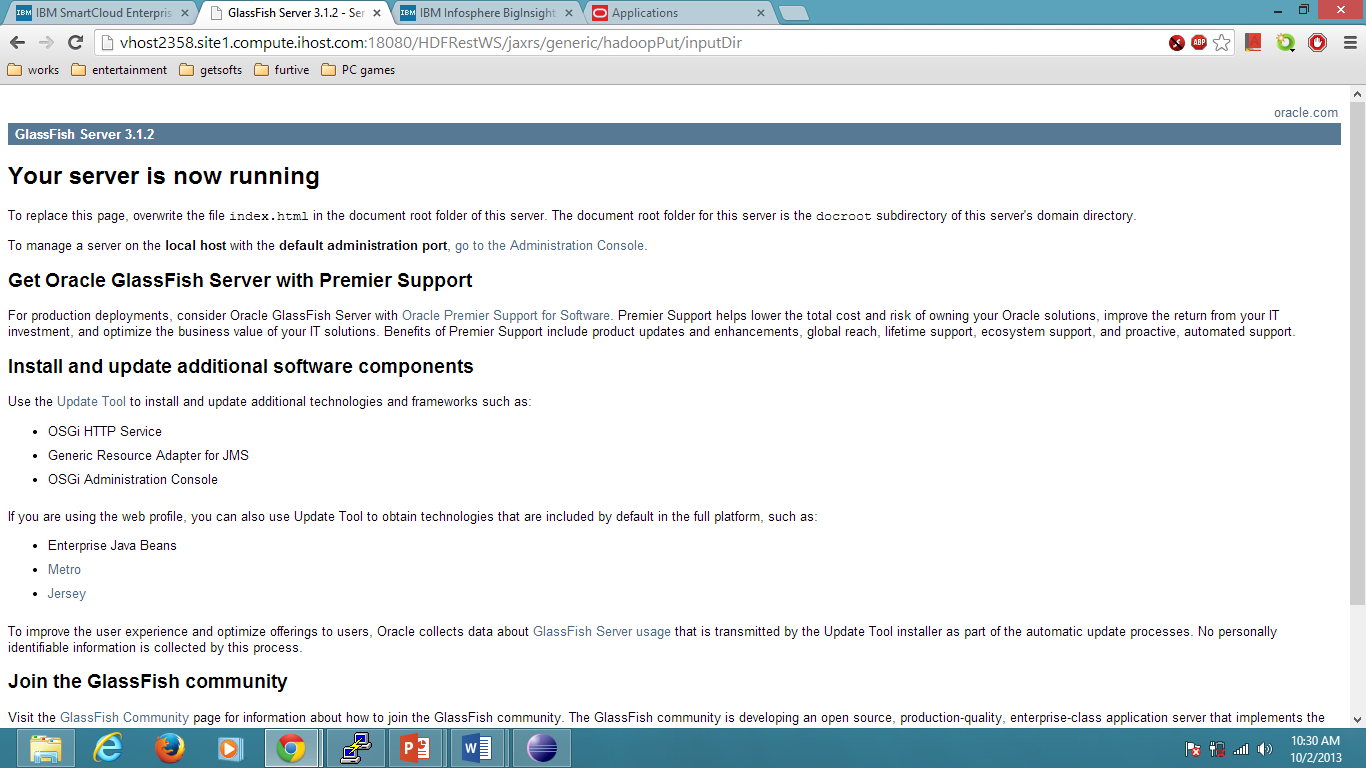 IBM SmartCloud Enterpris
GlassFish Server 3.1.2 - Ser
IBM Infosphere BigInsight
Applications
vhost2358.site1.compute.ihost.com:18080/HDFRestWS/jaxrs/generic/hadoopPut/inputDir
works entertainment getsofts furtive PC games
oracle.com
GlassFish Server 3.1.2
Your server is now running
To replace this page, overwrite the file index.html in the document root folder of this server. The document root folder for this server is the docroot subdirectory of this server's domain directory.
To manage a server on the local host with the default administration port, go to the Administration Console.
Get Oracle GlassFish Server with Premier Support
For production deployments, consider Oracle GlassFish Server with Oracle Premier Support for Software. Premier Support helps lower the total cost and risk of owning your Oracle solutions, improve the return from your IT
investment, and optimize the business value of your IT solutions. Benefits of Premier Support include product updates and enhancements, global reach, lifetime support, ecosystem support, and proactive, automated support.
Install and update additional software components
Use the Update Tool to install and update additional technologies and frameworks such as:
• OSGi HTTP Service
• Generic Resource Adapter for JMS
• OSGi Administration Console
If you are using the web profile, you can also use Update Tool to obtain technologies that are included by default in the full platform, such as:
• Enterprise Java Beans
• Metro
• Jersey
To improve the user experience and optimize offerings to users, Oracle collects data about GlassFish Server usage that is transmitted by the Update Tool installer as part of the automatic update processes. No personally
identifiable information is collected by this process.
Join the GlassFish community
Visit the GlassFish Community page for information about how to join the GlassFish community. The GlassFish community is developing an open source, production-quality, enterprise-class application server that implements the
10:30 AM
10/2/2013